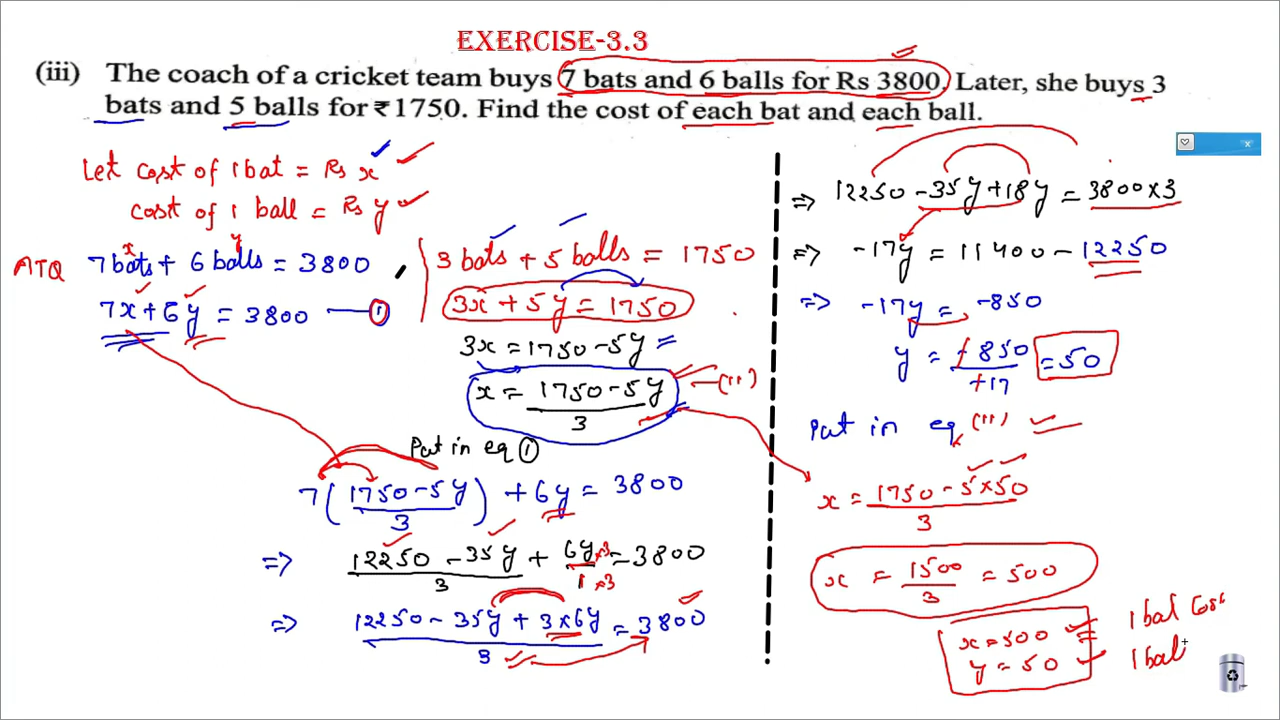 EXERCISE-3.3
(iii) The coach of a cricket team buys 7 bats and 6 balls for Rs 3800. Later, she buys 3
bats and 5 balls for ₹1750. Find the cost of each bat and each ball.
Let cost of 1 bat = Rs x
cost of 1 ball = Rs y
ATQ 7 bats + 6 balls = 3800
x y
7x + 6y = 3800 — ①
3 bats + 5 balls = 1750
3x + 5y = 1750
3x = 1750 - 5y
x = (1750 - 5y)/3 — (ii)
Put in eq ①
7((1750 - 5y)/3) + 6y = 3800
⇒ (12250 - 35y)/3 + (6y ×3)/(1 ×3) = 3800
⇒ (12250 - 35y + 3×6y)/3 = 3800
⇒ 12250 - 35y + 18y = 3800×3
⇒ -17y = 11400 - 12250
⇒ -17y = -850
y = -850/+17 = 50
Put in eq (ii)
x = (1750 - 5×50)/3
x = 1500/3 = 500
x = 500 1 bat Cost
y = 50 1 bal